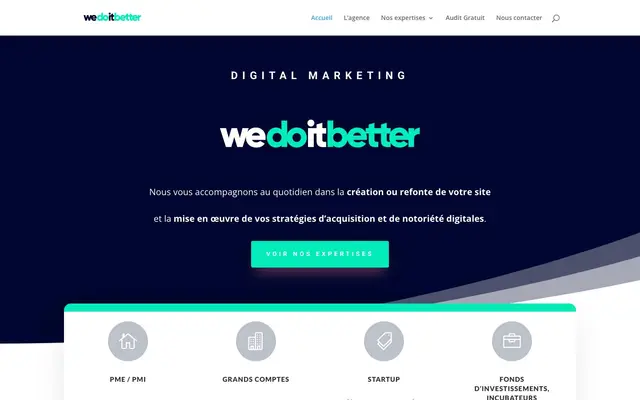 wedoitbetter
Accueil
L'agence
Nos expertises
Audit Gratuit
Nous contacter
DIGITAL MARKETING
wedoitbetter
Nous vous accompagnons au quotidien dans la création ou refonte de votre site
et la mise en œuvre de vos stratégies d'acquisition et de notoriété digitales.
VOIR NOS EXPERTISES
PME / PMI
GRANDS COMPTES
STARTUP
FONDS
D'INVESTISSEMENTS,
INCUBATEURS